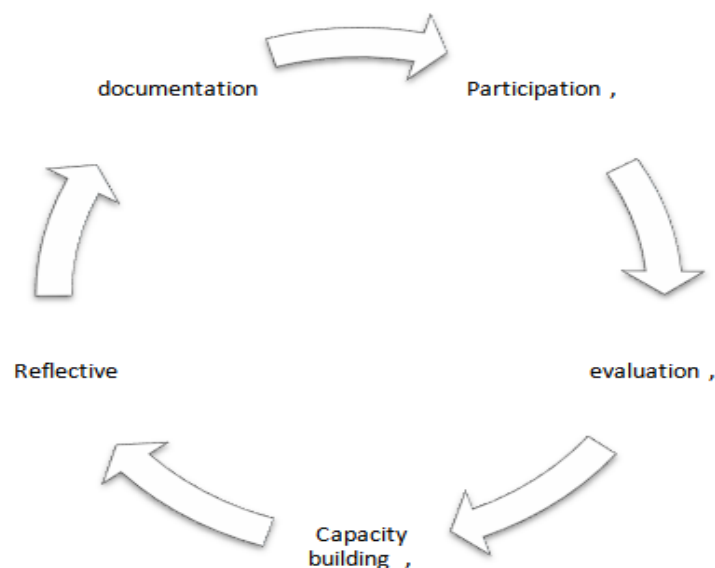 documentation
Participation ,
Reflective
evaluation ,
Capacity
building ,